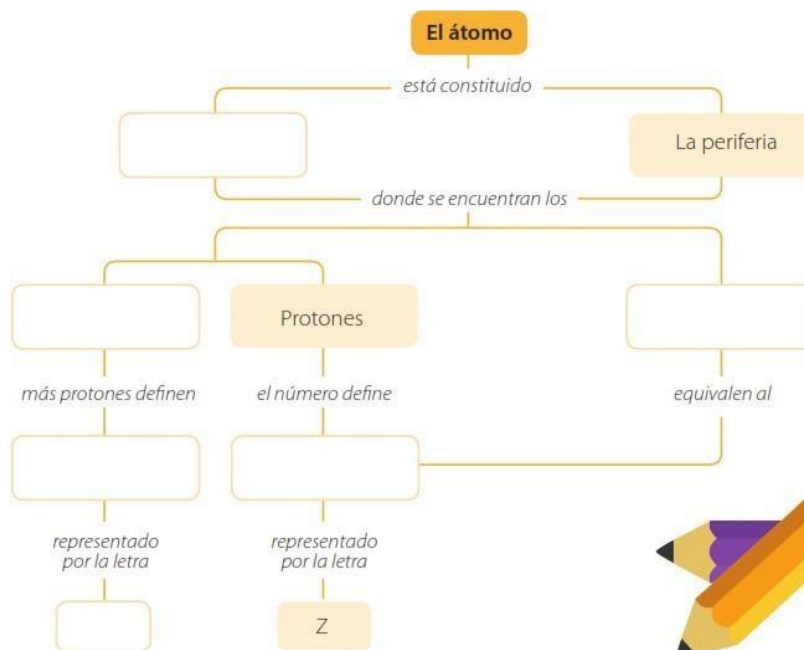 El átomo
está constituido
La periferia
donde se encuentran los
Protones
más protones definen
el número define
equivalen al
representado
por la letra
representado
por la letra
Z